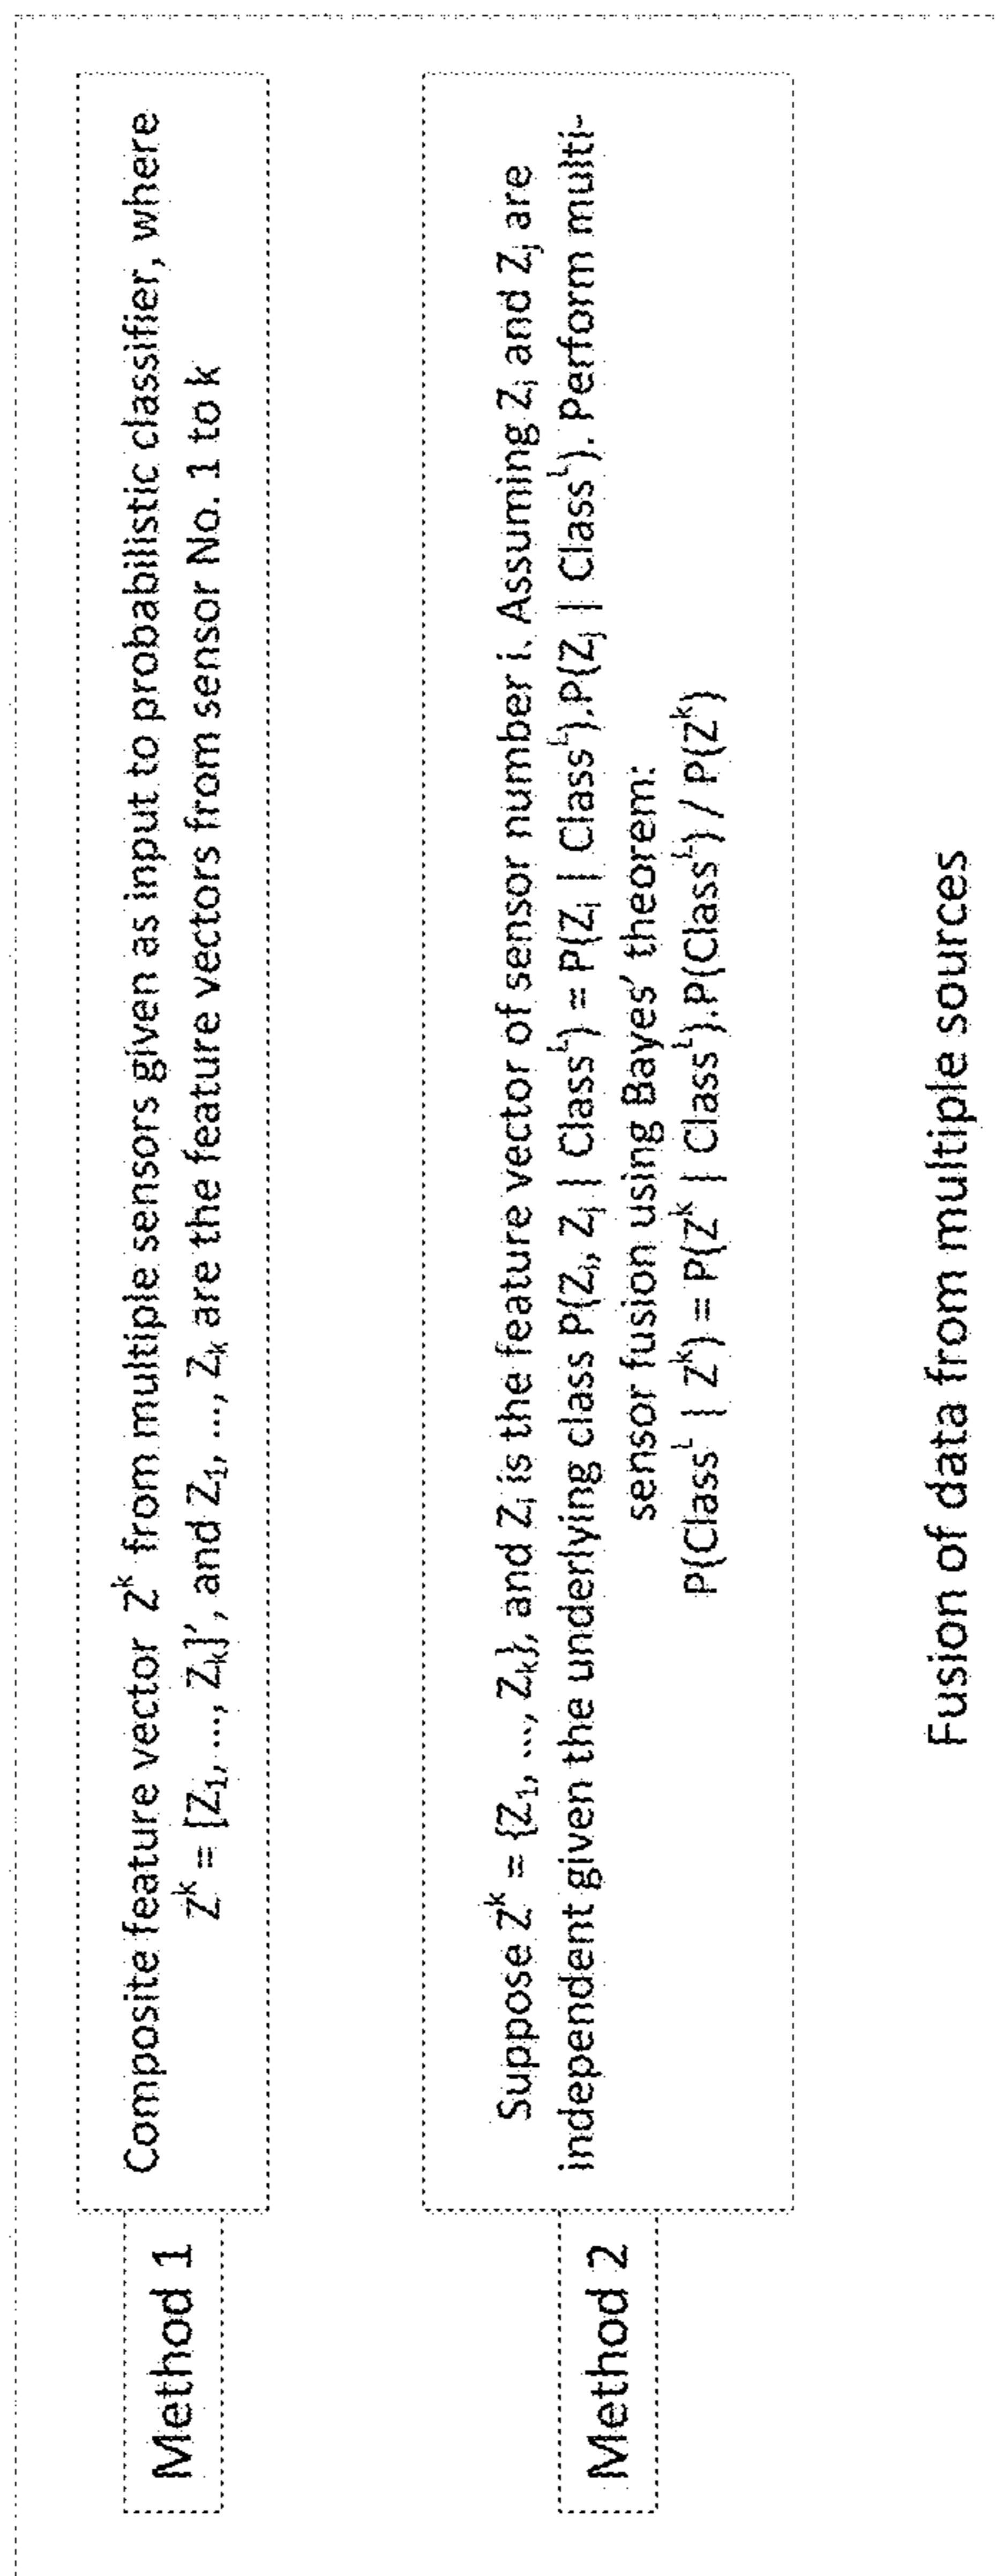 Method 1
Composite feature vector Z^k from multiple sensors given as input to probabilistic classifier, where
Z^k = [Z₁, ..., Zₖ]', and Z₁, ..., Zₖ are the feature vectors from sensor No. 1 to k
Method 2
Suppose Z^k = {Z₁, ..., Zₖ}, and Zᵢ is the feature vector of sensor number i. Assuming Zᵢ and Zⱼ are
independent given the underlying class P(Zᵢ, Zⱼ | Class^L) = P(Zᵢ | Class^L).P(Zⱼ | Class^L). Perform multi-
sensor fusion using Bayes' theorem:
P(Class^L | Z^k) = P(Z^k | Class^L).P(Class^L) / P(Z^k)
Fusion of data from multiple sources